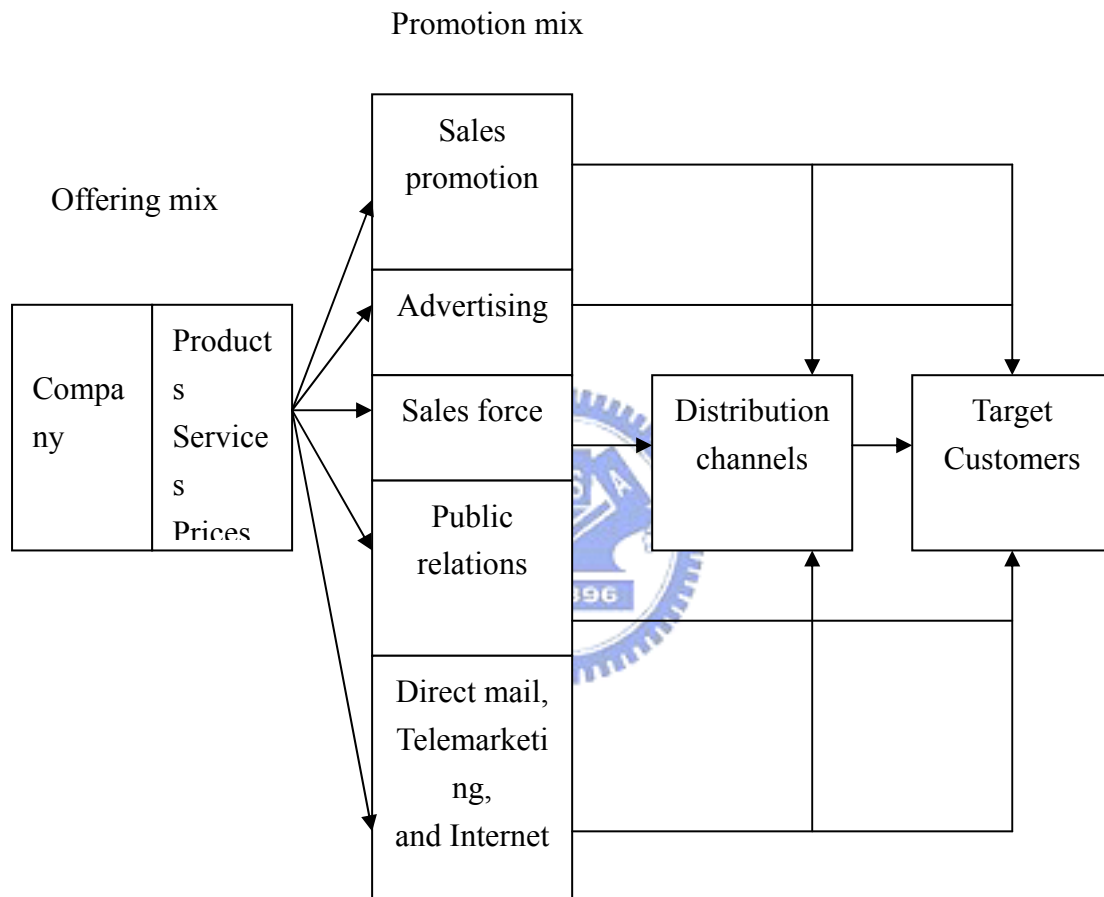 Promotion mix
Offering mix
Compa
ny
Product
s
Service
s
Prices
Sales
promotion
Advertising
Sales force
Public
relations
Direct mail,
Telemarketi
ng,
and Internet
Distribution
channels
Target
Customers